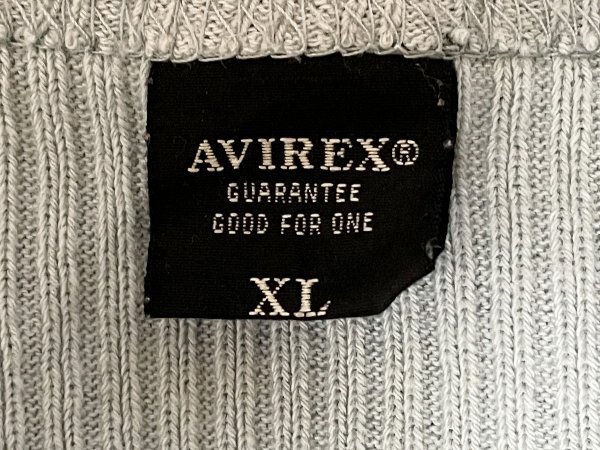 AVIREX®
GUARANTEE
GOOD FOR ONE
XL